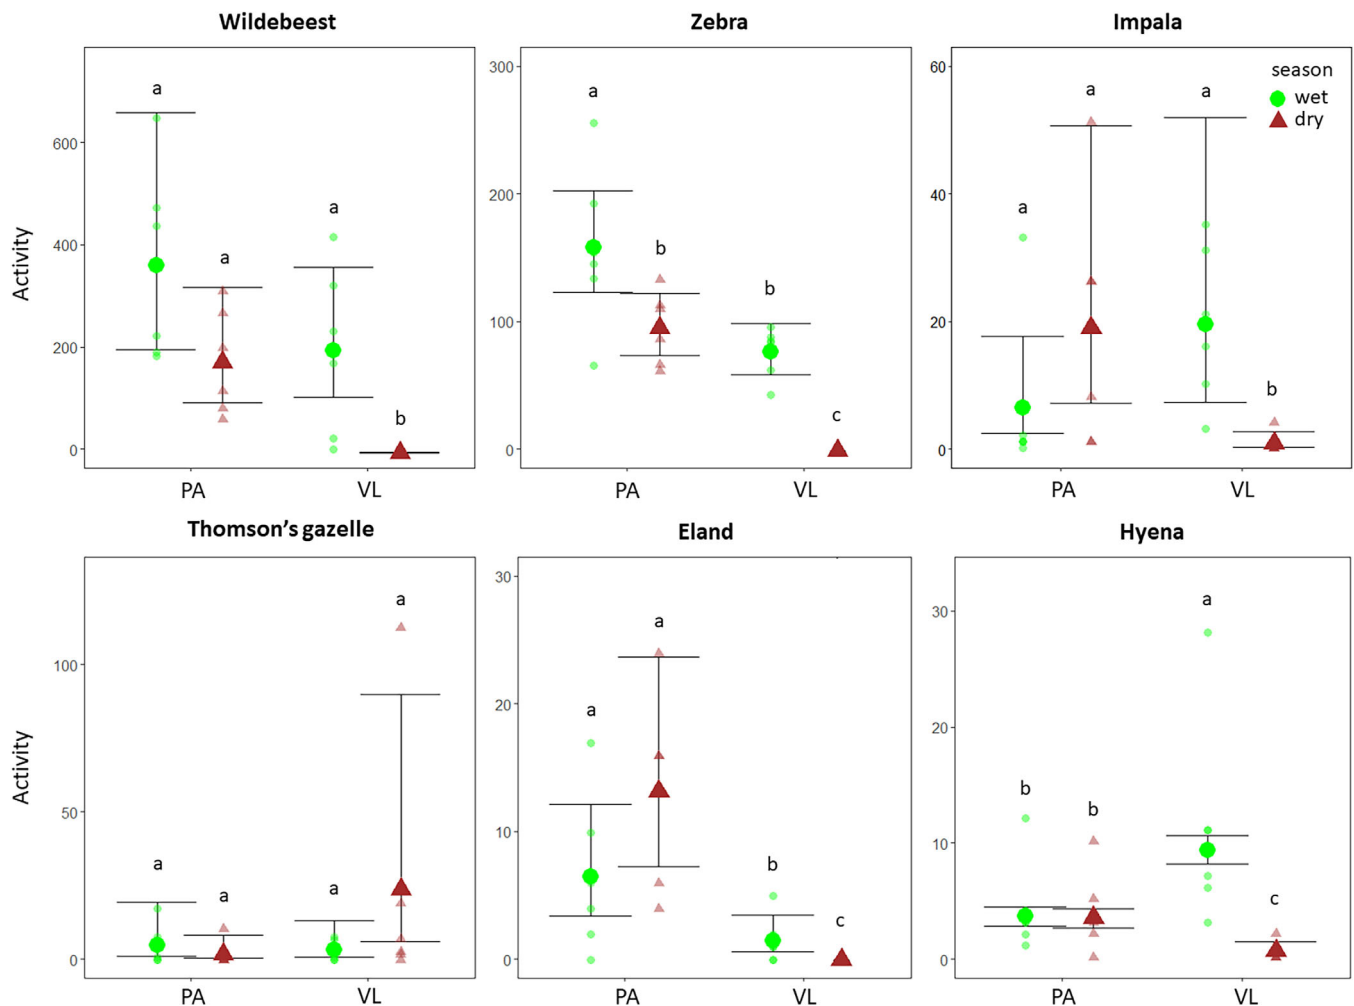 Wildebeest
Zebra
Impala
Activity
600
400
200
0
a
a
a
b
PA
VL
300
200
100
0
a
b
b
c
PA
VL
60
40
20
0
a
a
a
b
season
wet
dry
PA
VL
Thomson's gazelle
Eland
Hyena
Activity
100
50
0
a
a
a
a
PA
VL
30
20
10
0
a
a
b
c
PA
VL
30
20
10
0
b
b
a
c
PA
VL